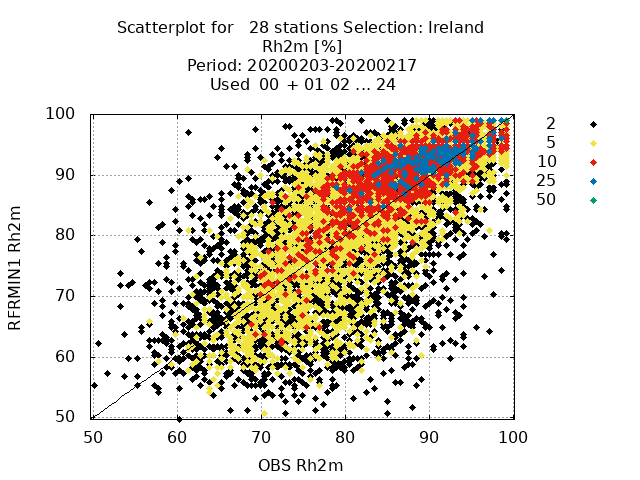 Scatterplot for   28 stations Selection: Ireland
Rh2m [%]
Period: 20200203-20200217
Used  00 + 01 02 ... 24
100
90
80
70
60
50
RFRMIN1 Rh2m
50 60 70 80 90 100
OBS Rh2m
2
5
10
25
50